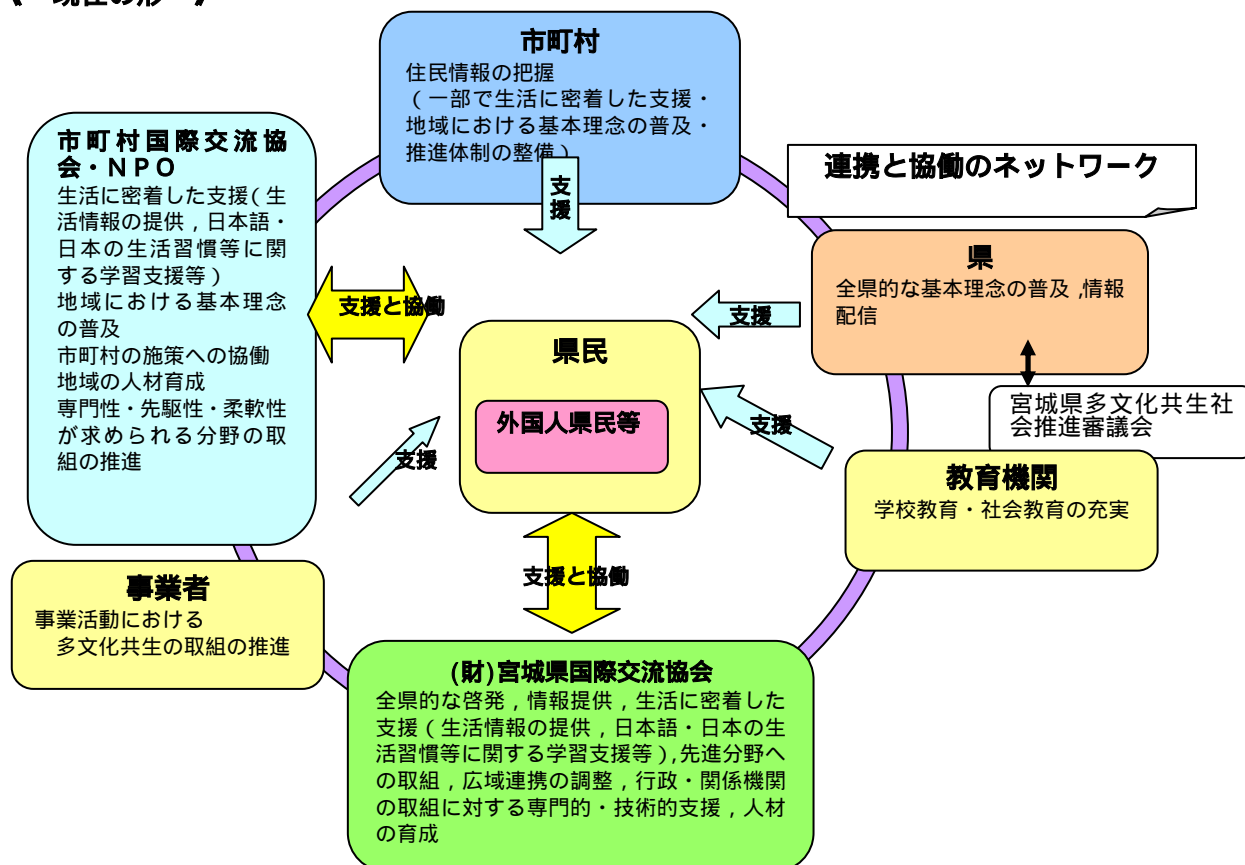 市町村
住民情報の把握
（一部で生活に密着した支援・
地域における基本理念の普及・
推進体制の整備）
支援
市町村国際交流協
会・ＮＰＯ
生活に密着した支援（生
活情報の提供，日本語・
日本の生活習慣等に関
する学習支援等）
地域における基本理念
の普及
市町村の施策への協働
地域の人材育成
専門性・先駆性・柔軟性
が求められる分野の取
組の推進
連携と協働のネットワーク
県
全県的な基本理念の普及，情報
配信
支援と協働
支援
県民
外国人県民等
支援
支援
宮城県多文化共生社
会推進審議会
教育機関
学校教育・社会教育の充実
事業者
事業活動における
多文化共生の取組の推進
支援と協働
(財)宮城県国際交流協会
全県的な啓発，情報提供，生活に密着した
支援（生活情報の提供，日本語・日本の生
活習慣等に関する学習支援等），先進分野へ
の取組，広域連携の調整，行政・関係機関
の取組に対する専門的・技術的支援，人材
の育成